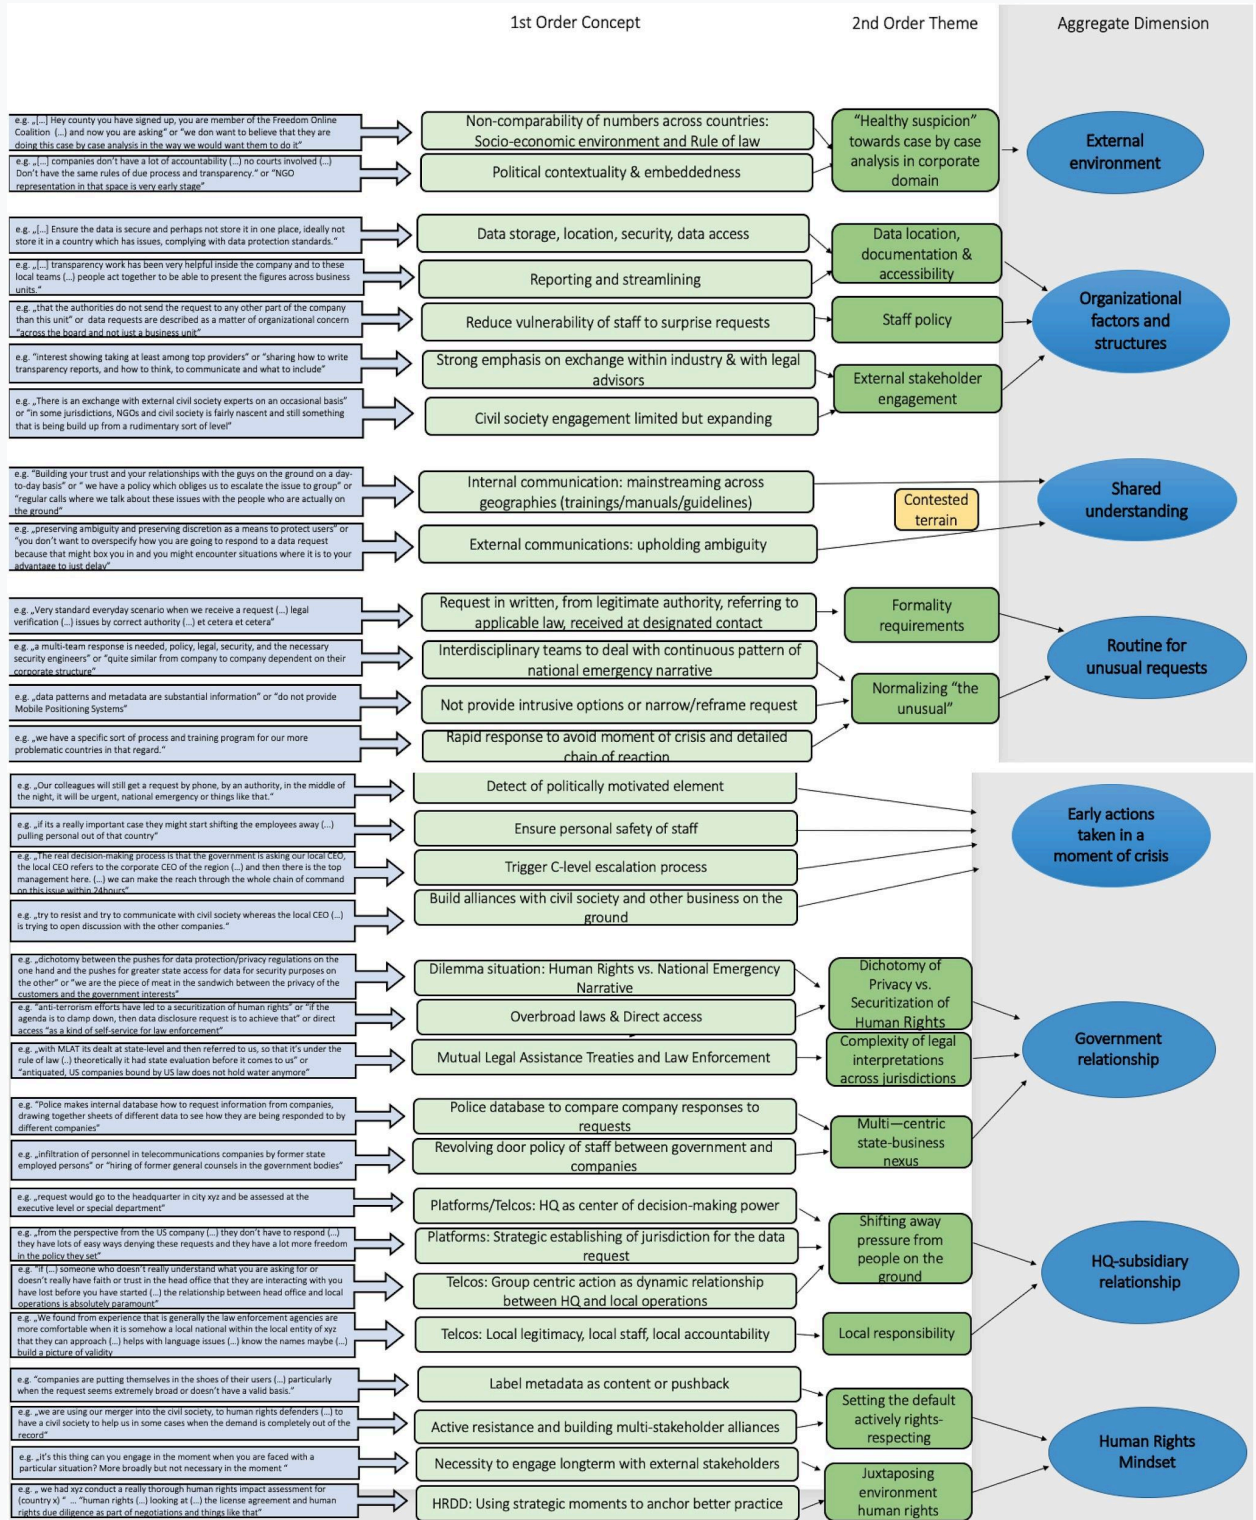 1st Order Concept
2nd Order Theme
Aggregate Dimension
e.g. „[...] Hey county you have signed up, you are member of the Freedom Online
Coalition (...) and now you are asking" or "we don want to believe that they are
doing this case by case analysis in the way we would want them to do it"
Non-comparability of numbers across countries:
Socio-economic environment and Rule of law
"Healthy suspicion"
towards case by case
analysis in corporate
domain
External
environment
e.g. „[...] companies don't have a lot of accountability (...) no courts involved (...)
Don't have the same rules of due process and transparency." or "NGO
representation in that space is very early stage"
Political contextuality & embeddedness
e.g. „[...] Ensure the data is secure and perhaps not store it in one place, ideally not
store it in a country which has issues, complying with data protection standards."
Data storage, location, security, data access
Data location,
documentation &
accessibility
e.g. „[...] transparency work has been very helpful inside the company and to these
local teams (...) people act together to be able to present the figures across business
units."
Reporting and streamlining
Organizational
factors and
structures
e.g. „that the authorities do not send the request to any other part of the company
than this unit" or data requests are described as a matter of organizational concern
"across the board and not just a business unit"
Reduce vulnerability of staff to surprise requests
Staff policy
e.g. "interest showing taking at least among top providers" or "sharing how to write
transparency reports, and how to think, to communicate and what to include"
Strong emphasis on exchange within industry & with legal
advisors
External stakeholder
engagement
e.g. „There is an exchange with external civil society experts on an occasional basis"
or "in some jurisdictions, NGOs and civil society is fairly nascent and still something
that is being build up from a rudimentary sort of level"
Civil society engagement limited but expanding
e.g. "Building your trust and your relationships with the guys on the ground on a day-
to-day basis" or " we have a policy which obliges us to escalate the issue to group" or
"regular calls where we talk about these issues with the people who are actually on
the ground"
Internal communication: mainstreaming across
geographies (trainings/manuals/guidelines)
Contested
terrain
Shared
understanding
e.g. „preserving ambiguity and preserving discretion as a means to protect users" or
"you don't want to overspecify how you are going to respond to a data request
because that might box you in and you might encounter situations where it is to your
advantage to just delay"
External communications: upholding ambiguity
e.g. „Very standard everyday scenario when we receive a request (...) legal
verification (...) issues by correct authority (...) et cetera et cetera"
Request in written, from legitimate authority, referring to
applicable law, received at designated contact
Formality
requirements
Routine for
unusual requests
e.g. „a multi-team response is needed, policy, legal, security, and the necessary
security engineers" or "quite similar from company to company dependent on their
corporate structure"
Interdisciplinary teams to deal with continuous pattern of
national emergency narrative
e.g. „data patterns and metadata are substantial information" or "do not provide
Mobile Positioning Systems"
Not provide intrusive options or narrow/reframe request
Normalizing "the
unusual"
e.g. „we have a specific sort of process and training program for our more
problematic countries in that regard."
Rapid response to avoid moment of crisis and detailed
chain of reaction
e.g. „Our colleagues will still get a request by phone, by an authority, in the middle of
the night, it will be urgent, national emergency or things like that."
Detect of politically motivated element
Early actions
taken in a
moment of crisis
e.g. „if its a really important case they might start shifting the employees away (...)
pulling personal out of that country"
Ensure personal safety of staff
e.g. „The real decision-making process is that the government is asking our local CEO,
the local CEO refers to the corporate CEO of the region (...) and then there is the top
management here. (...) we can make the reach through the whole chain of command
on this issue within 24hours"
Trigger C-level escalation process
e.g. „try to resist and try to communicate with civil society whereas the local CEO (...)
is trying to open discussion with the other companies."
Build alliances with civil society and other business on the
ground
e.g. „dichotomy between the pushes for data protection/privacy regulations on the
one hand and the pushes for greater state access for data for security purposes on
the other" or "we are the piece of meat in the sandwich between the privacy of the
customers and the government interests"
Dilemma situation: Human Rights vs. National Emergency
Narrative
Dichotomy of
Privacy vs.
Securitization of
Human Rights
Government
relationship
e.g. "anti-terrorism efforts have led to a securitization of human rights" or "if the
agenda is to damp down, then data disclosure request is to achieve that" or direct
access "as a kind of self-service for law enforcement"
Overbroad laws & Direct access
e.g. „with MLAT its dealt at state-level and then referred to us, so that it's under the
rule of law (..) theoretically it had state evaluation before it comes to us" or
"antiquated, US companies bound by US law does not hold water anymore"
Mutual Legal Assistance Treaties and Law Enforcement
Complexity of legal
interpretations
across jurisdictions
e.g. "Police makes internal database how to request information from companies,
drawing together sheets of different data to see how they are being responded to by
different companies"
Police database to compare company responses to
requests
Multi—centric
state-business
nexus
e.g. „infiltration of personnel in telecommunications companies by former state
employed persons" or "hiring of former general counsels in the government bodies"
Revolving door policy of staff between government and
companies
e.g. „request would go to the headquarter in city xyz and be assessed at the
executive level or special department"
Platforms/Telcos: HQ as center of decision-making power
Shifting away
pressure from
people on the
ground
HQ-subsidiary
relationship
e.g. „from the perspective from the US company (...) they don't have to respond (...)
they have lots of easy ways denying these requests and they have a lot more freedom
in the policy they set"
Platforms: Strategic establishing of jurisdiction for the data
request
e.g. "if (...) someone who doesn't really understand what you are asking for or
doesn't really have faith or trust in the head office that they are interacting with you
have lost before you have started (...) the relationship between head office and local
operations is absolutely paramount"
Telcos: Group centric action as dynamic relationship
between HQ and local operations
e.g. „We found from experience that is generally the law enforcement agencies are
more comfortable when it is somehow a local national within the local entity of xyz
that they can approach (...) helps with language issues (...) know the names maybe (...)
build a picture of validity
Telcos: Local legitimacy, local staff, local accountability
Local responsibility
e.g. "companies are putting themselves in the shoes of their users (...) particularly
when the request seems extremely broad or doesn't have a valid basis."
Label metadata as content or pushback
Setting the default
actively rights-
respecting
Human Rights
Mindset
e.g. „we are using our merger into the civil society, to human rights defenders (...) to
have a civil society to help us in some cases when the demand is completely out of the
record"
Active resistance and building multi-stakeholder alliances
e.g. „it's this thing can you engage in the moment when you are faced with a
particular situation? More broadly but not necessary in the moment "
Necessity to engage longterm with external stakeholders
Juxtaposing
environment
human rights
e.g. „ we had xyz conduct a really thorough human rights impact assessment for
(country x) " ... "human rights (...) looking at (...) the license agreement and human
rights due diligence as part of negotiations and things like that"
HRDD: Using strategic moments to anchor better practice